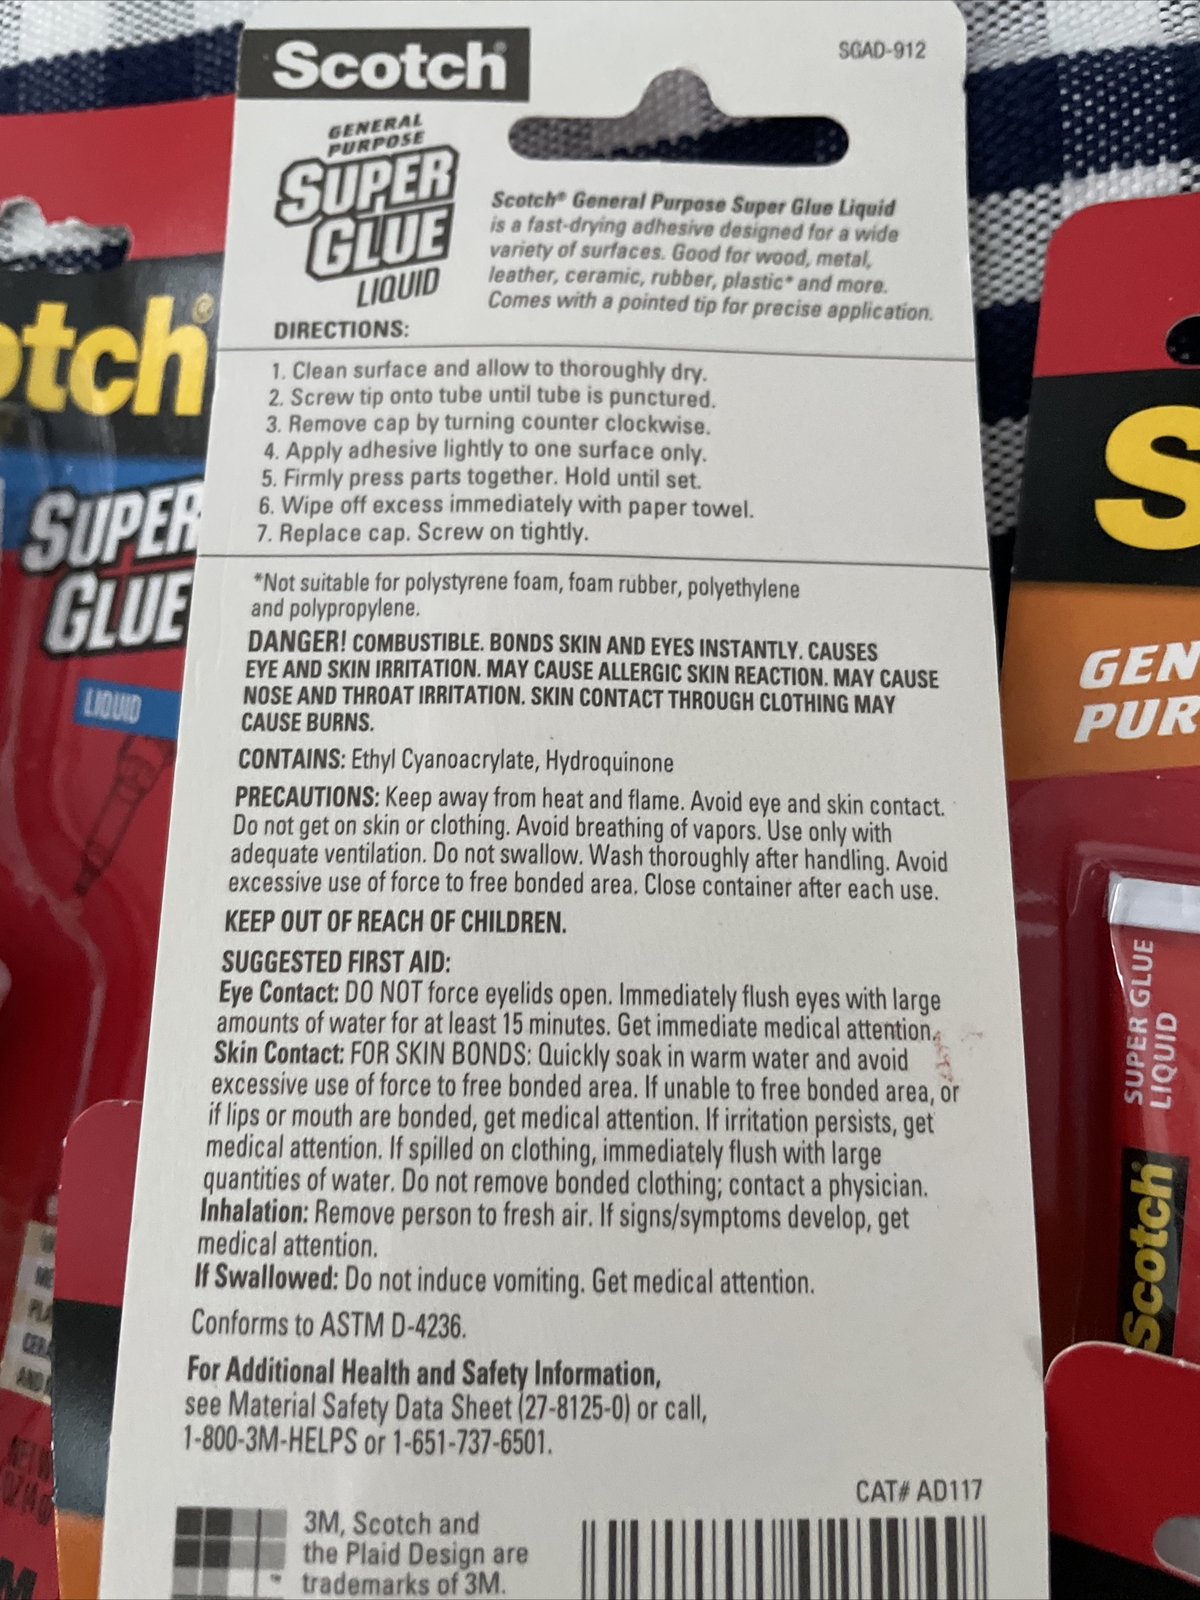 Scotch®
SGAD-912
GENERAL
PURPOSE
SUPER
GLUE
LIQUID
Scotch® General Purpose Super Glue Liquid
is a fast-drying adhesive designed for a wide
variety of surfaces. Good for wood, metal,
leather, ceramic, rubber, plastic* and more.
Comes with a pointed tip for precise application.
DIRECTIONS:
1. Clean surface and allow to thoroughly dry.
2. Screw tip onto tube until tube is punctured.
3. Remove cap by turning counter clockwise.
4. Apply adhesive lightly to one surface only.
5. Firmly press parts together. Hold until set.
6. Wipe off excess immediately with paper towel.
7. Replace cap. Screw on tightly.
*Not suitable for polystyrene foam, foam rubber, polyethylene
and polypropylene.
DANGER! COMBUSTIBLE. BONDS SKIN AND EYES INSTANTLY. CAUSES
EYE AND SKIN IRRITATION. MAY CAUSE ALLERGIC SKIN REACTION. MAY CAUSE
NOSE AND THROAT IRRITATION. SKIN CONTACT THROUGH CLOTHING MAY
CAUSE BURNS.
CONTAINS: Ethyl Cyanoacrylate, Hydroquinone
PRECAUTIONS: Keep away from heat and flame. Avoid eye and skin contact.
Do not get on skin or clothing. Avoid breathing of vapors. Use only with
adequate ventilation. Do not swallow. Wash thoroughly after handling. Avoid
excessive use of force to free bonded area. Close container after each use.
KEEP OUT OF REACH OF CHILDREN.
SUGGESTED FIRST AID:
Eye Contact: DO NOT force eyelids open. Immediately flush eyes with large
amounts of water for at least 15 minutes. Get immediate medical attention.
Skin Contact: FOR SKIN BONDS: Quickly soak in warm water and avoid
excessive use of force to free bonded area. If unable to free bonded area, or
if lips or mouth are bonded, get medical attention. If irritation persists, get
medical attention. If spilled on clothing, immediately flush with large
quantities of water. Do not remove bonded clothing; contact a physician.
Inhalation: Remove person to fresh air. If signs/symptoms develop, get
medical attention.
If Swallowed: Do not induce vomiting. Get medical attention.
Conforms to ASTM D-4236.
For Additional Health and Safety Information,
see Material Safety Data Sheet (27-8125-0) or call,
1-800-3M-HELPS or 1-651-737-6501.
CAT# AD117
3M, Scotch and
the Plaid Design are
trademarks of 3M.
™
otch®
SUPER
GLUE
LIQUID
S
GEN
PUR
SUPER GLUE
LIQUID
Scotch